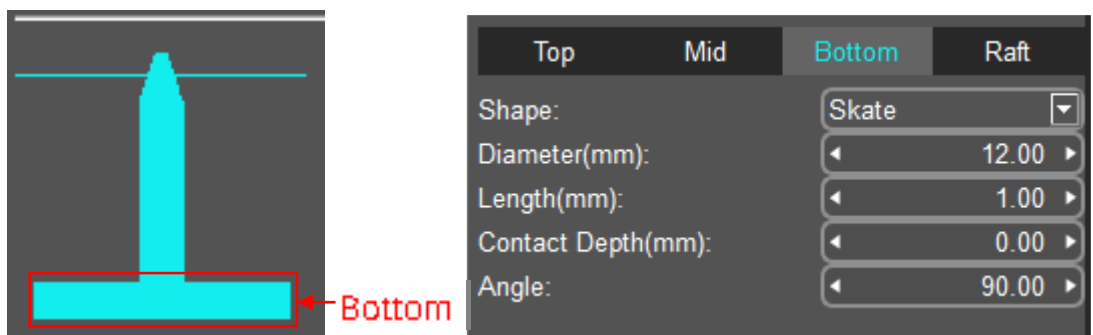 Bottom
Top Mid Bottom Raft
Shape: Skate
Diameter(mm): 12.00
Length(mm): 1.00
Contact Depth(mm): 0.00
Angle: 90.00